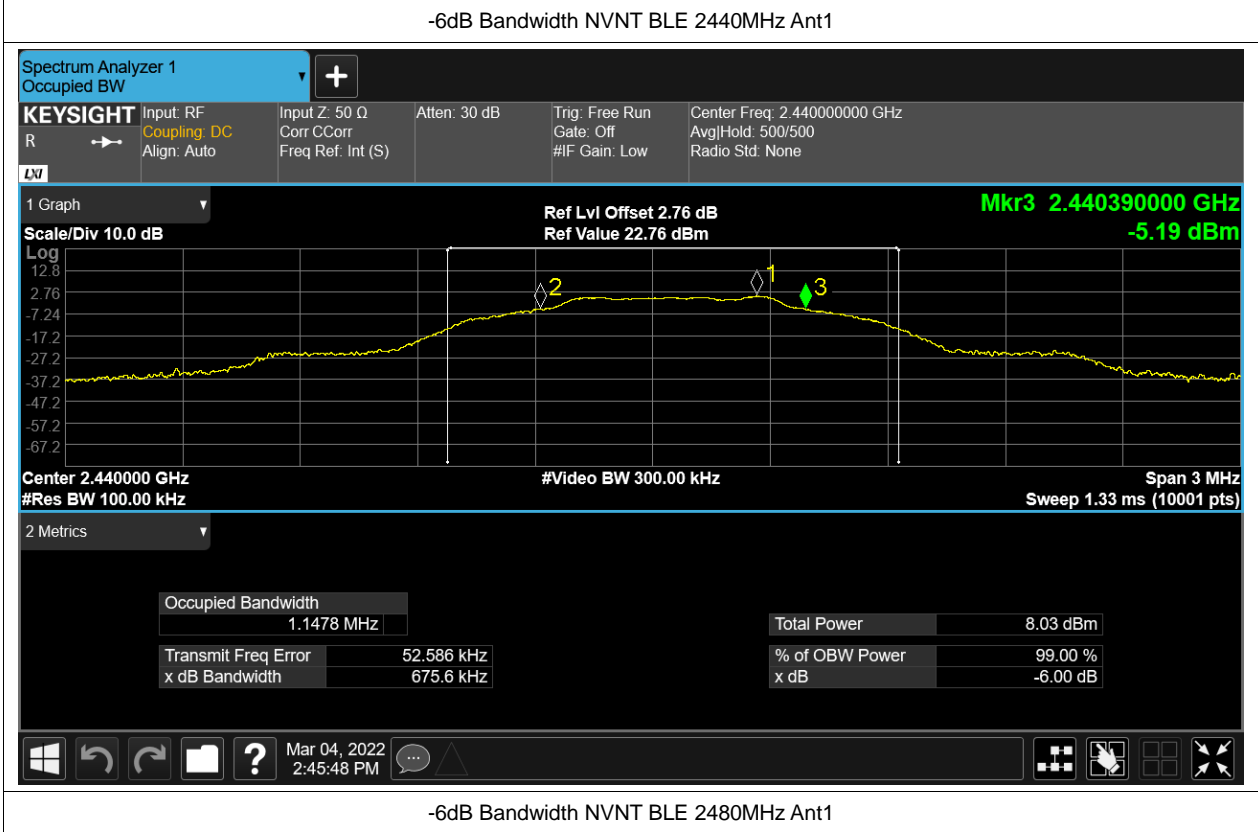 -6dB Bandwidth NVNT BLE 2440MHz Ant1
Spectrum Analyzer 1
Occupied BW
KEYSIGHT
R
LXI
Input: RF
Coupling: DC
Align: Auto
Input Z: 50 Ω
Corr CCorr
Freq Ref: Int (S)
Atten: 30 dB
Trig: Free Run
Gate: Off
#IF Gain: Low
Center Freq: 2.440000000 GHz
Avg|Hold: 500/500
Radio Std: None
1 Graph
Scale/Div 10.0 dB
Ref Lvl Offset 2.76 dB
Ref Value 22.76 dBm
Mkr3 2.440390000 GHz
-5.19 dBm
Log
12.8
2.76
-7.24
-17.2
-27.2
-37.2
-47.2
-57.2
-67.2
2
1
3
Center 2.440000 GHz
#Res BW 100.00 kHz
#Video BW 300.00 kHz
Span 3 MHz
Sweep 1.33 ms (10001 pts)
2 Metrics
Occupied Bandwidth
1.1478 MHz
Transmit Freq Error 52.586 kHz
x dB Bandwidth 675.6 kHz
Total Power 8.03 dBm
% of OBW Power 99.00 %
x dB -6.00 dB
?
Mar 04, 2022
2:45:48 PM
-6dB Bandwidth NVNT BLE 2480MHz Ant1